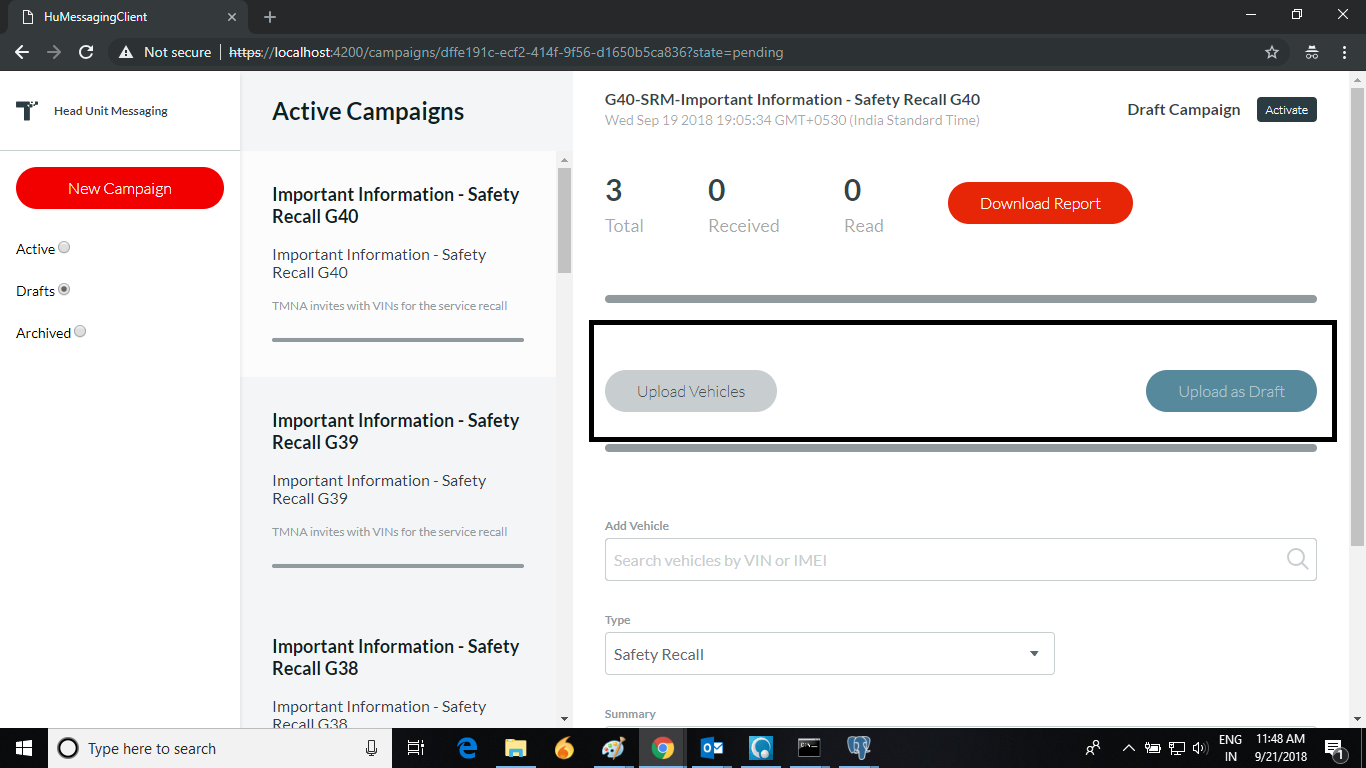 HuMessagingClient
Not secure
https://localhost:4200/campaigns/dffe191c-ecf2-414f-9f56-d1650b5ca836?state=pending
Head Unit Messaging
New Campaign
Active
Drafts
Archived
Active Campaigns
Important Information - Safety
Recall G40
Important Information - Safety
Recall G40
TMNA invites with VINs for the service recall
Important Information - Safety
Recall G39
Important Information - Safety
Recall G39
TMNA invites with VINs for the service recall
Important Information - Safety
Recall G38
Important Information - Safety
Recall G38
G40-SRM-Important Information - Safety Recall G40
Wed Sep 19 2018 19:05:34 GMT+0530 (India Standard Time)
Draft Campaign
Activate
3
Total
0
Received
0
Read
Download Report
Upload Vehicles
Upload as Draft
Add Vehicle
Search vehicles by VIN or IMEI
Type
Safety Recall
Summary
Type here to search
ENG
IN
11:48 AM
9/21/2018
1